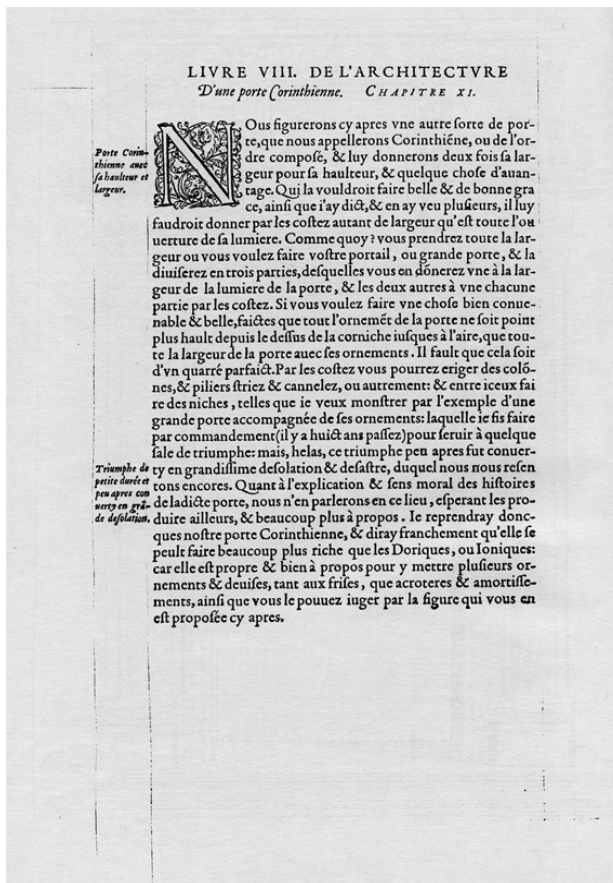 LIVRE VIII. DE L'ARCHITECTVRE
D'une porte Corinthienne. CHAPITRE XI.
Porte Corin-
thienne auec
sa haulteur et
largeur.
NOus figurerons cy apres vne autre sorte de por-
te, que nous appellerons Corinthiẽne, ou de l'or-
dre composé, & luy donnerons deux fois sa lar-
geur pour sa haulteur, & quelque chose d'auan-
tage. Qui la vouldroit faire belle & de bonne gra
ce, ainsi que i'ay dict, & en ay veu plusieurs, il luy
faudroit donner par les costez autant de largeur qu'est toute l'ou
uerture de sa lumiere. Comme quoy? vous prendrez toute la lar-
geur ou vous voulez faire vostre portail, ou grande porte, & la
diuiserez en trois parties, desquelles vous en dõnerez vne à la lar-
geur de la lumiere de la porte, & les deux autres à vne chacune
partie par les costez. Si vous voulez faire vne chose bien conue-
nable & belle, faictes que tout l'ornemẽt de la porte ne soit point
plus hault depuis le dessus de la corniche iusques à l'aire, que tou-
te la largeur de la porte auec ses ornements. Il fault que cela soit
d'vn quarré parfaict. Par les costez vous pourrez eriger des colõ-
nes, & piliers striez & cannelez, ou autrement: & entre iceux fai
re des niches, telles que ie veux monstrer par l'exemple d'une
grande porte accompagnée de ses ornements: laquelle ie fis faire
par commandement (il y a huict ans passez) pour seruir à quelque
sale de triumphe: mais, helas, ce triumphe peu apres fut conuer-
ty en grandissime desolation & desastre, duquel nous nous resen
tons encores. Quant à l'explication & sens moral des histoires
de ladicte porte, nous n'en parlerons en ce lieu, esperant les pro-
duire ailleurs, & beaucoup plus à propos. Ie reprendray donc-
ques nostre porte Corinthienne, & diray franchement qu'elle se
peult faire beaucoup plus riche que les Doriques, ou Ioniques:
car elle est propre & bien à propos pour y mettre plusieurs or-
nements & deuises, tant aux frises, que acroteres & amortisse-
ments, ainsi que vous le pouuez iuger par la figure qui vous en
est proposée cy apres.
Triumphe de
petite durée et
peu apres con
uerty en grã-
de desolation.